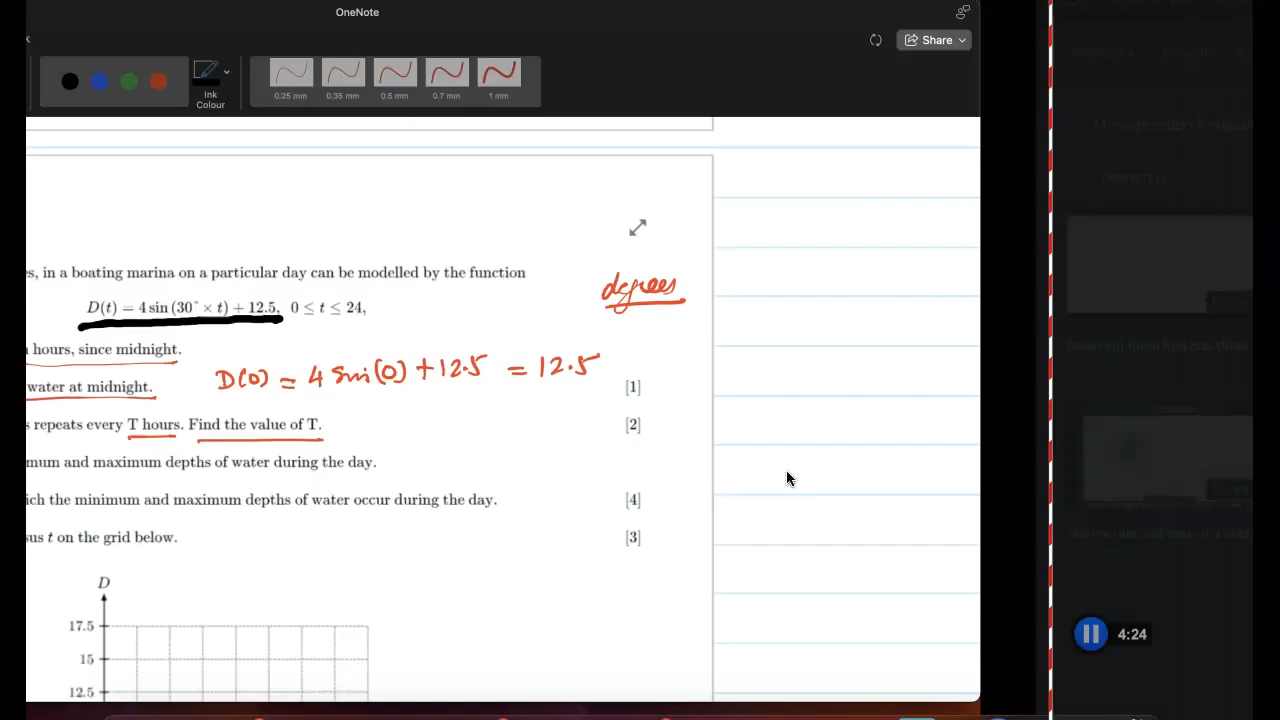 OneNote
Share
Ink
Colour
0.25 mm 0.35 mm 0.5 mm 0.7 mm 1 mm
es, in a boating marina on a particular day can be modelled by the function
degrees
D(t) = 4 sin (30° × t) + 12.5, 0 ≤ t ≤ 24,
hours, since midnight.
D(0) = 4 sin(0) + 12.5 = 12.5
water at midnight. [1]
s repeats every T hours. Find the value of T. [2]
mum and maximum depths of water during the day.
ich the minimum and maximum depths of water occur during the day. [4]
sus t on the grid below. [3]
D
17.5
15
12.5
4:24